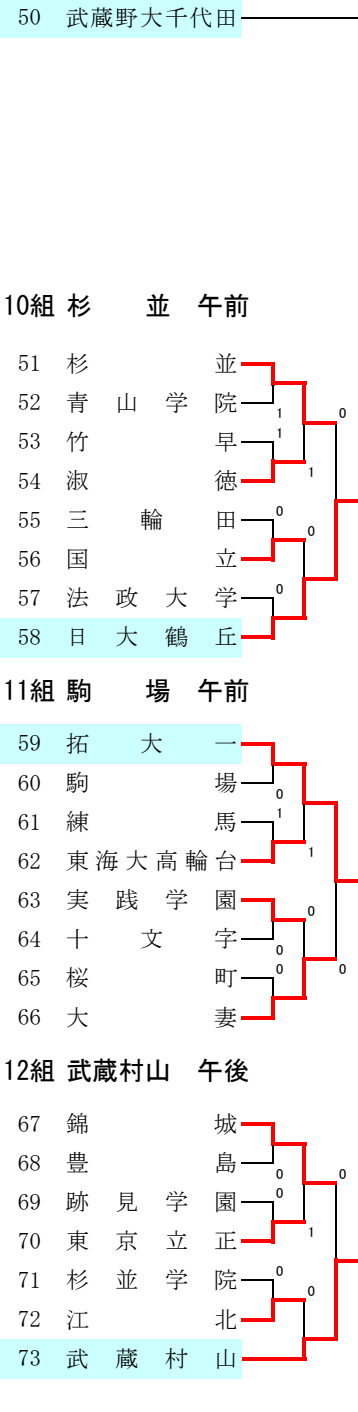 50 武蔵野大千代田
10組 杉 並 午前
51 杉 並
52 青 山 学 院
1
0
53 竹 早
1
54 淑 徳
1
55 三 輪 田
0
0
56 国 立
57 法 政 大 学
0
58 日 大 鶴 丘
11組 駒 場 午前
59 拓 大 一
60 駒 場
0
61 練 馬
1
62 東海大高輪台
1
63 実 践 学 園
0
64 十 文 字
0
65 桜 町
0
0
66 大 妻
12組 武蔵村山 午後
67 錦 城
68 豊 島
0
0
69 跡 見 学 園
0
70 東 京 立 正
1
71 杉 並 学 院
0
0
72 江 北
73 武 蔵 村 山